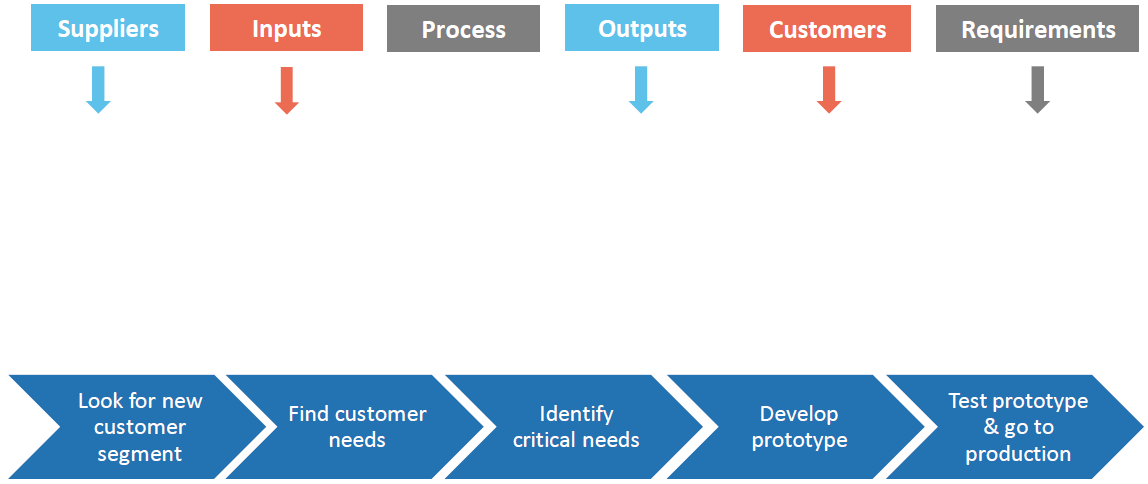 Suppliers
Inputs
Process
Outputs
Customers
Requirements
Look for new
customer
segment
Find customer
needs
Identify
critical needs
Develop
prototype
Test prototype
& go to
production